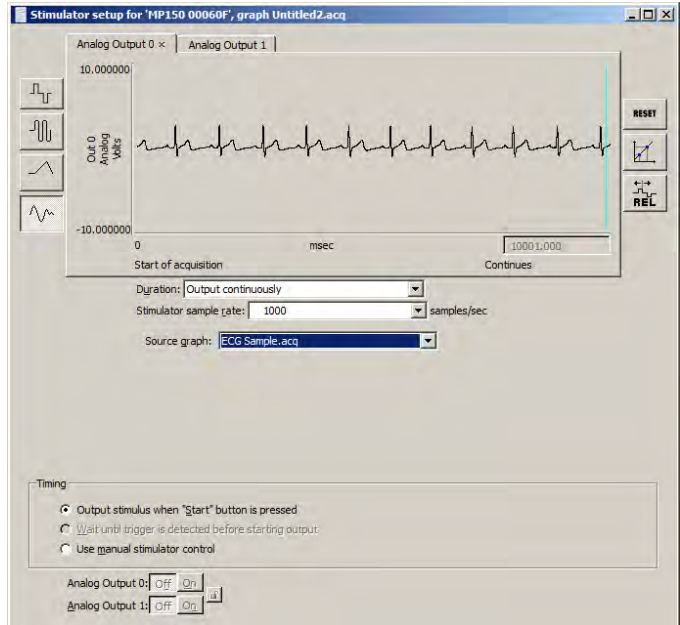 Stimulator setup for 'MP150 00060F', graph Untitled2.acq
Analog Output 0 × Analog Output 1
10.000000
Out 0
Analog
Volts
-10.000000
0 msec 10001.000
Start of acquisition Continues
RESET
REL
Duration: Output continuously
Stimulator sample rate: 1000 samples/sec
Source graph: ECG Sample.acq
Timing
Output stimulus when "Start" button is pressed
Wait until trigger is detected before starting output
Use manual stimulator control
Analog Output 0: Off On
Analog Output 1: Off On